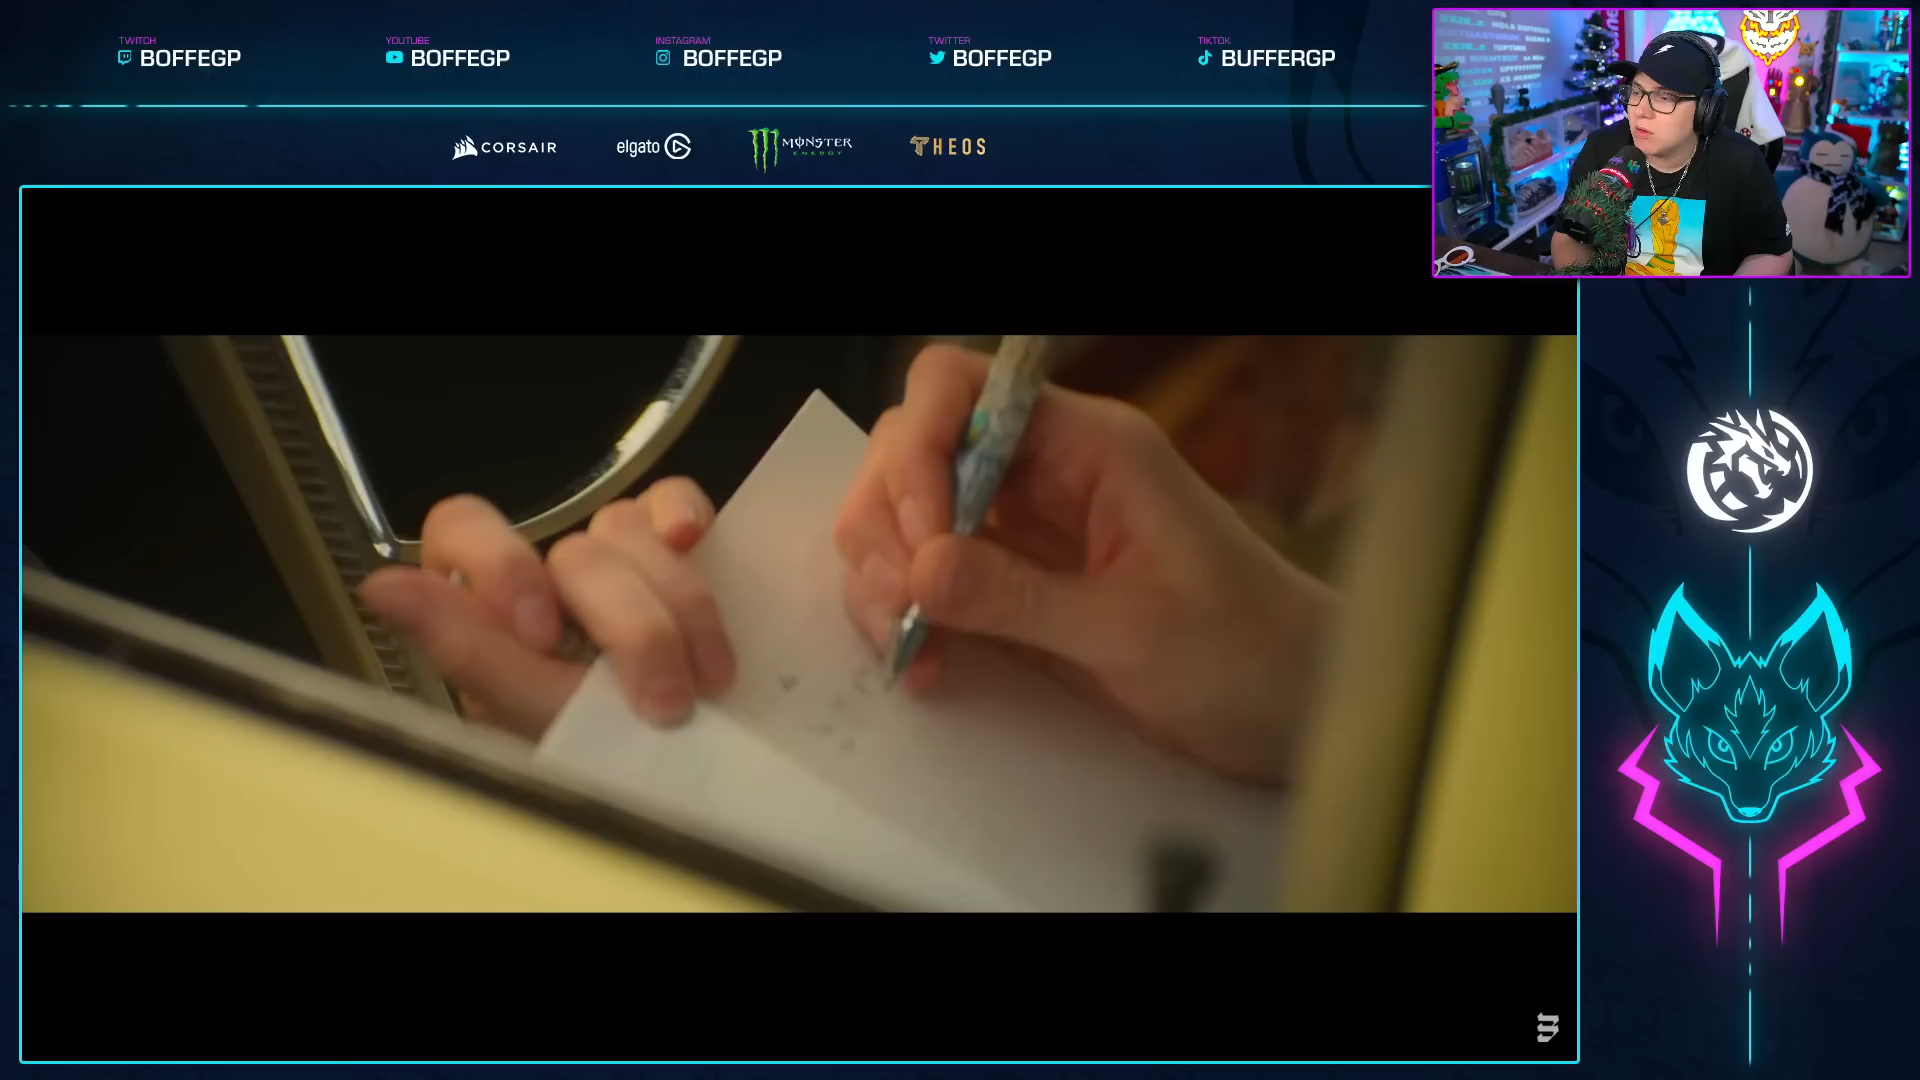 TWITCH
BOFFEGP
YOUTUBE
BOFFEGP
INSTAGRAM
BOFFEGP
TWITTER
BOFFEGP
TIKTOK
BUFFERGP
CORSAIR
elgato
MONSTER
ENERGY
THEOS